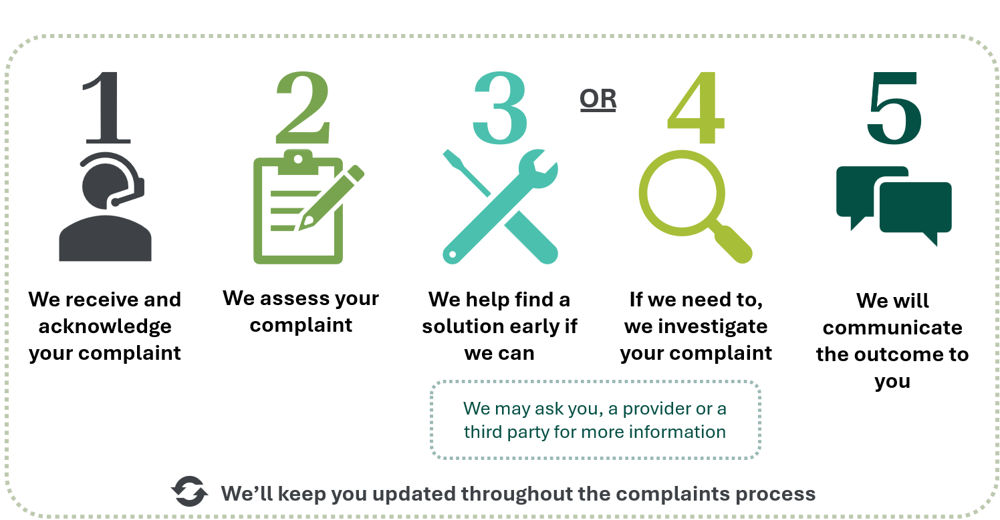 1
2
3
OR
4
5
We receive and
acknowledge
your complaint
We assess your
complaint
We help find a
solution early if
we can
If we need to,
we investigate
your complaint
We will
communicate
the outcome to
you
We may ask you, a provider or a
third party for more information
We’ll keep you updated throughout the complaints process